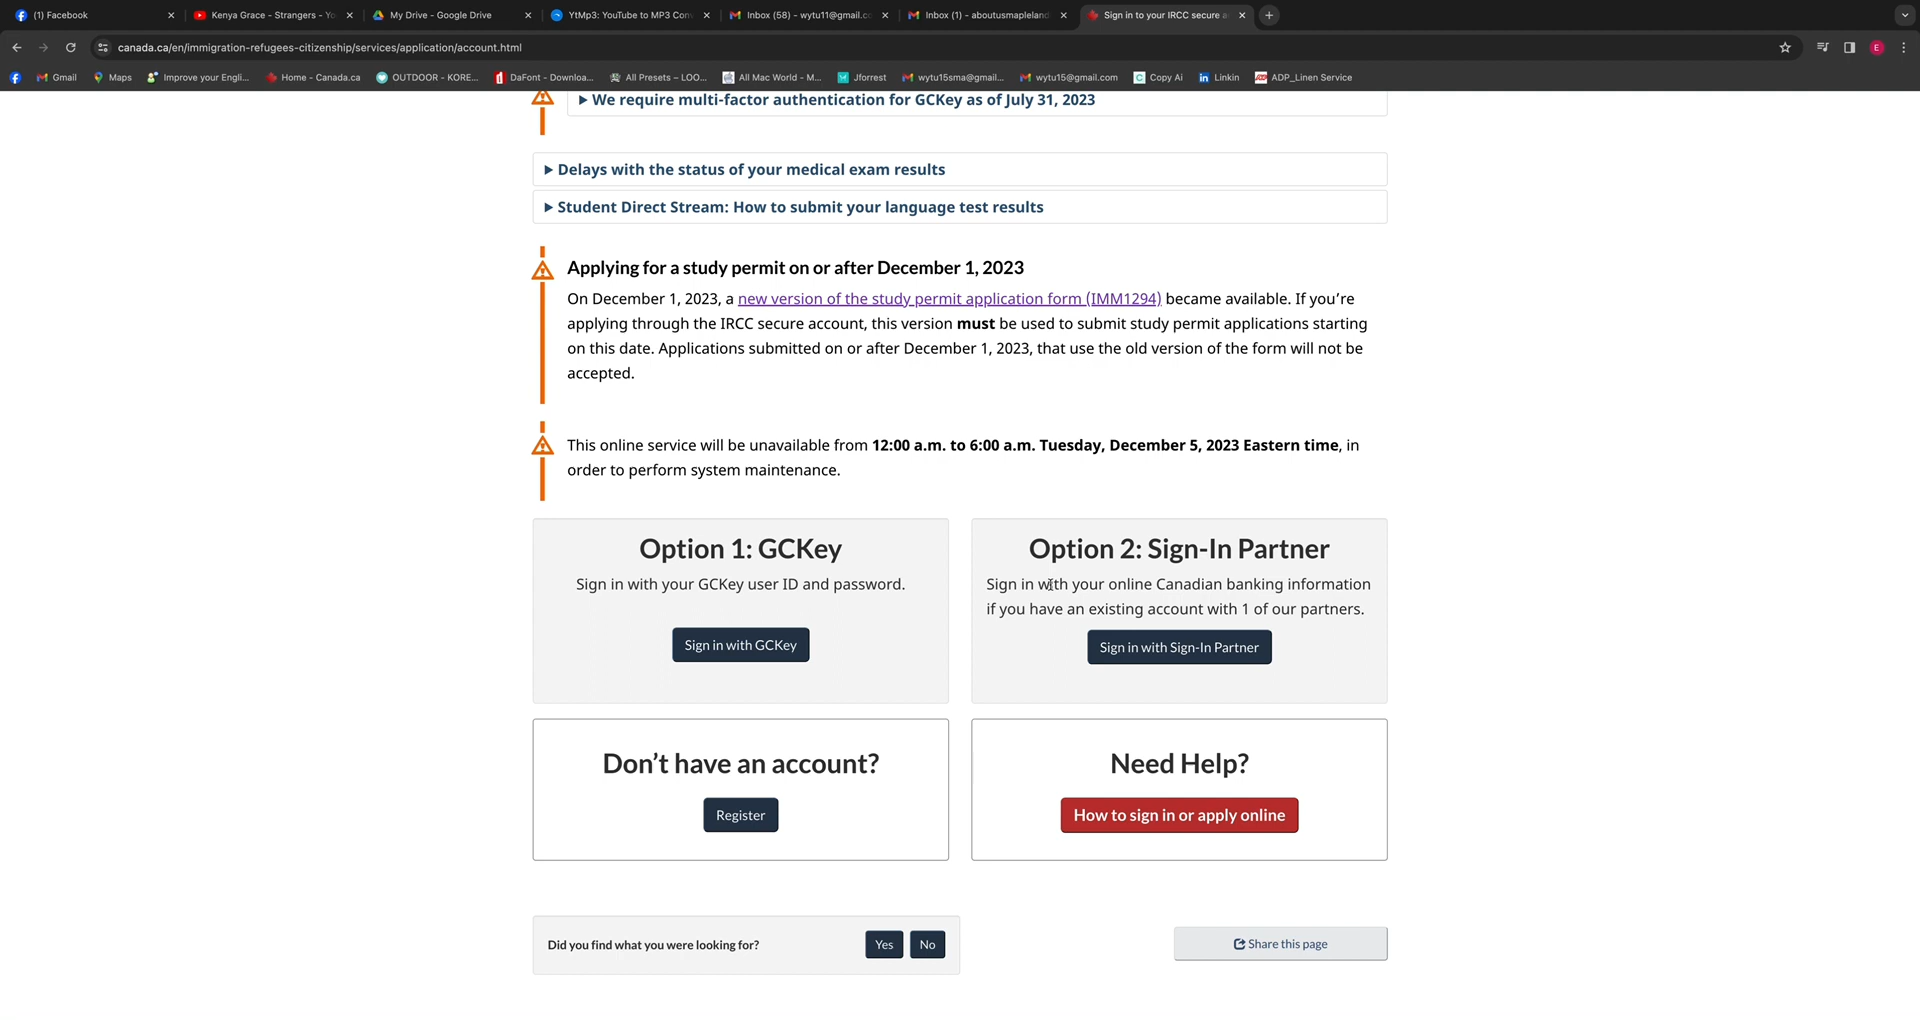 (1) Facebook
Kenya Grace - Strangers - Yo
My Drive - Google Drive
YtMp3: YouTube to MP3 Con
Inbox (58) - wytu11@gmail.co
Inbox (1) - aboutusmapleland
Sign in to your IRCC secure a
canada.ca/en/immigration-refugees-citizenship/services/application/account.html
E
Gmail
Maps
Improve your Engli...
Home - Canada.ca
OUTDOOR - KORE...
DaFont - Downloa...
All Presets – LOO...
All Mac World - M...
Jforrest
wytu15sma@gmail....
wytu15@gmail.com
Copy Ai
Linkin
ADP_Linen Service
We require multi-factor authentication for GCKey as of July 31, 2023
Delays with the status of your medical exam results
Student Direct Stream: How to submit your language test results
Applying for a study permit on or after December 1, 2023
On December 1, 2023, a new version of the study permit application form (IMM1294) became available. If you’re
applying through the IRCC secure account, this version must be used to submit study permit applications starting
on this date. Applications submitted on or after December 1, 2023, that use the old version of the form will not be
accepted.
This online service will be unavailable from 12:00 a.m. to 6:00 a.m. Tuesday, December 5, 2023 Eastern time, in
order to perform system maintenance.
Option 1: GCKey
Sign in with your GCKey user ID and password.
Sign in with GCKey
Option 2: Sign-In Partner
Sign in with your online Canadian banking information
if you have an existing account with 1 of our partners.
Sign in with Sign-In Partner
Don’t have an account?
Register
Need Help?
How to sign in or apply online
Did you find what you were looking for?
Yes
No
Share this page